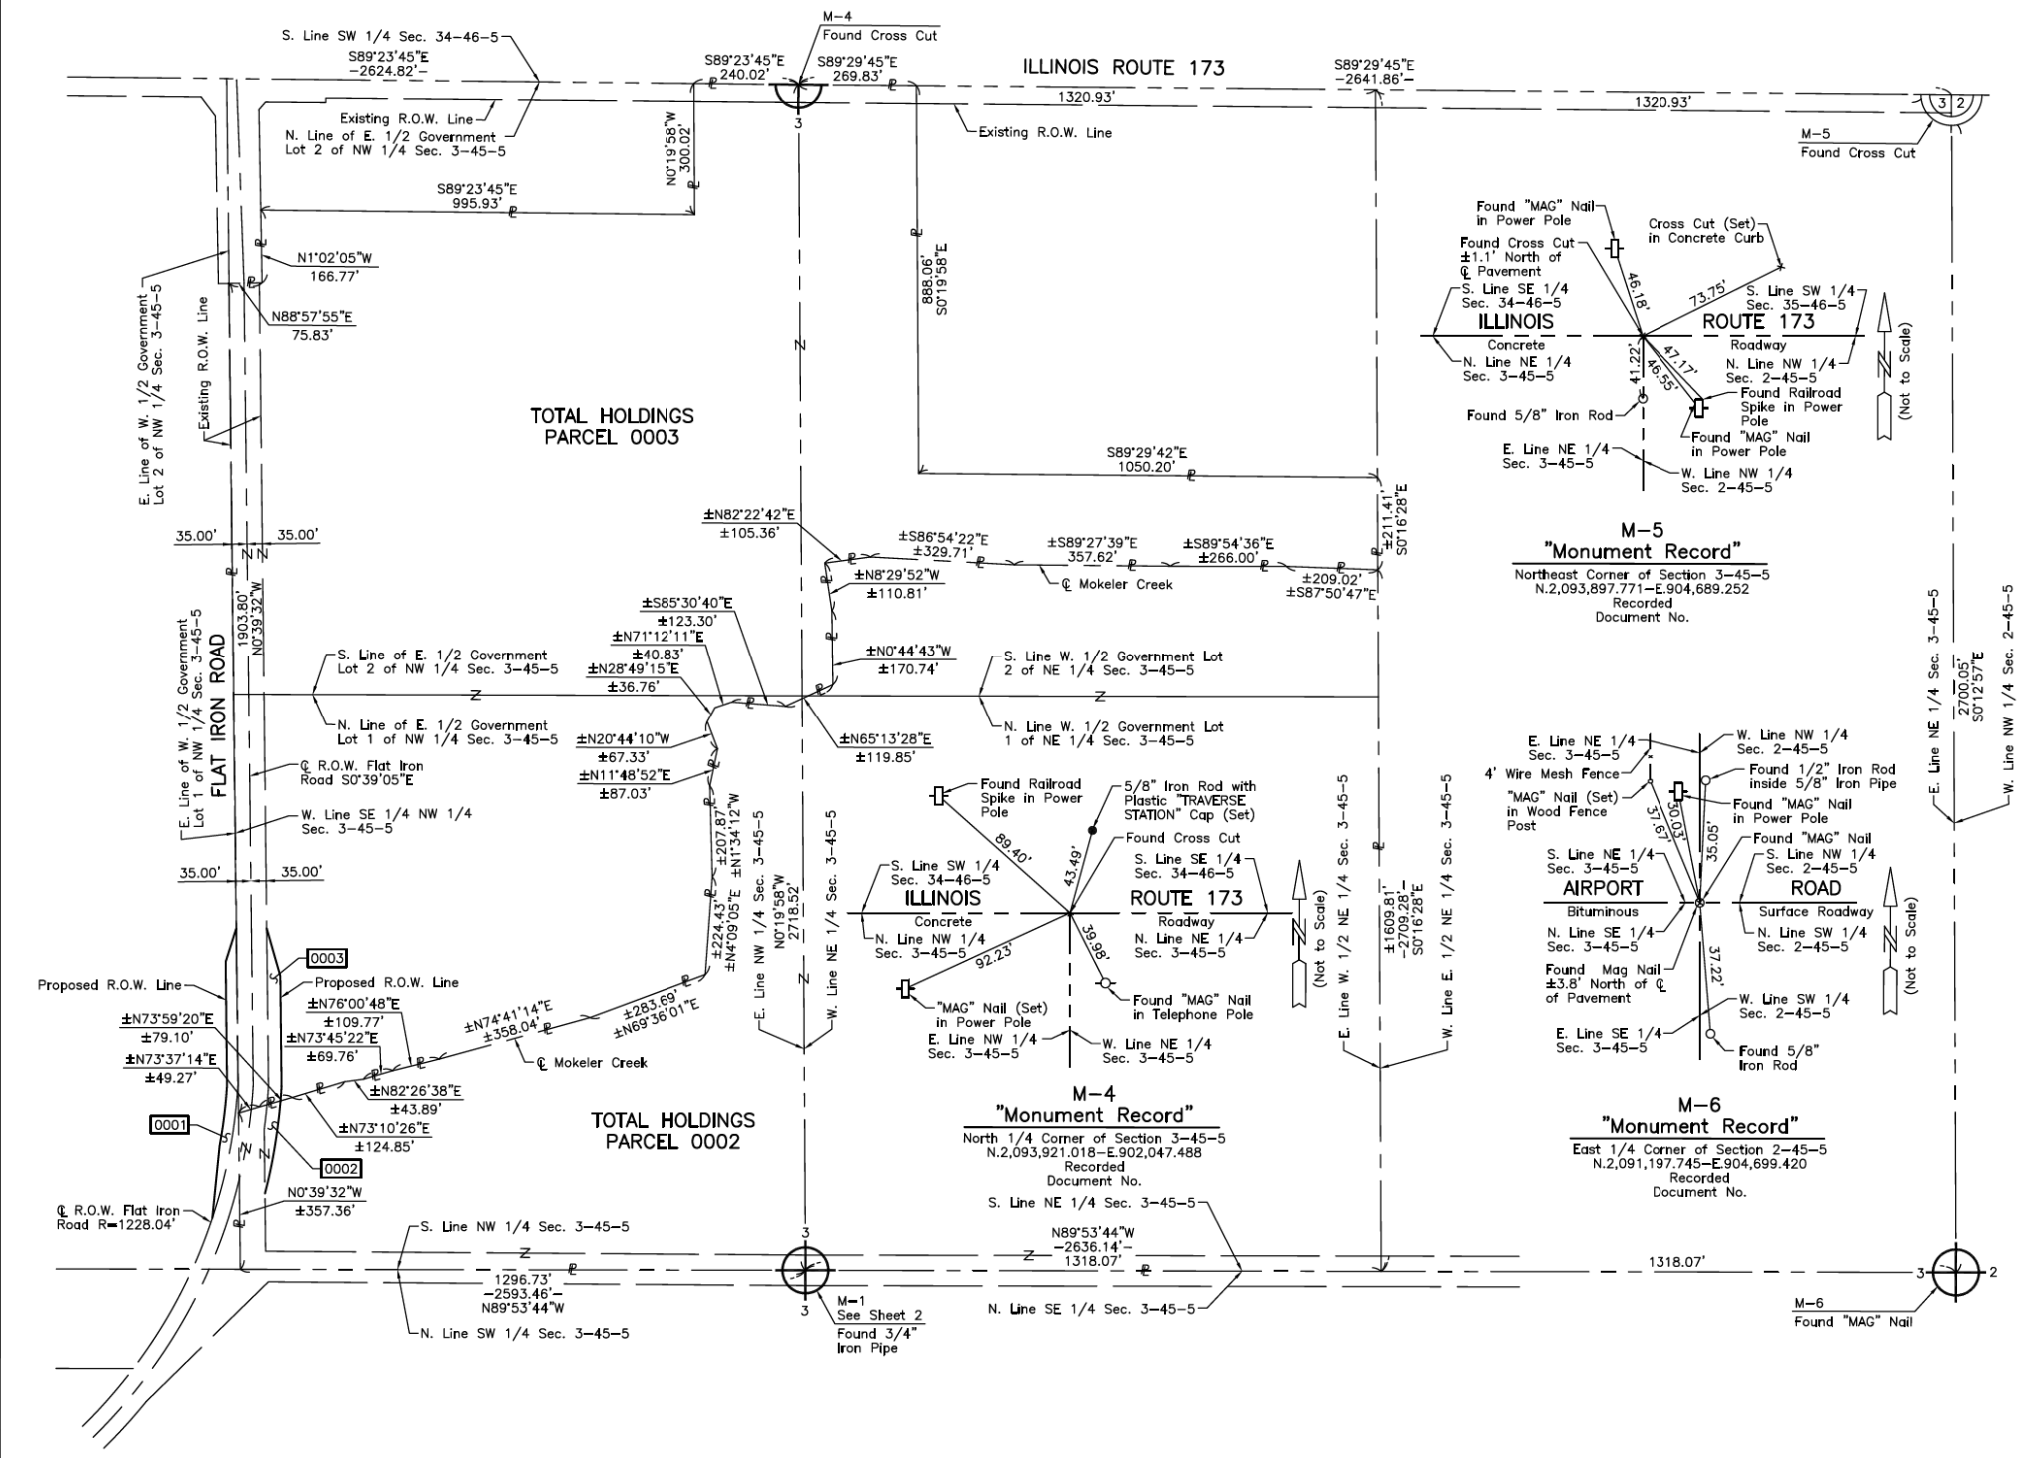 M-4
Found Cross Cut
S. Line SW 1/4 Sec. 34-46-5
S89°23'45"E
-2624.82'-
S89°23'45"E
240.02'
S89°29'45"E
269.83'
ILLINOIS ROUTE 173
S89°29'45"E
-2641.86'-
1320.93'
1320.93'
3 2
Existing R.O.W. Line
N. Line of E. 1/2 Government
Lot 2 of NW 1/4 Sec. 3-45-5
3
Existing R.O.W. Line
M-5
Found Cross Cut
N0°19'58"W
300.02'
S89°23'45"E
995.93'
N1°02'05"W
166.77'
N88°57'55"E
75.83'
E. Line of W. 1/2 Government
Lot 2 of NW 1/4 Sec. 3-45-5
Existing R.O.W. Line
888.06'
S0°19'58"E
TOTAL HOLDINGS
PARCEL 0003
S89°29'42"E
1050.20'
±211.41'
S0°16'28"E
Found "MAG" Nail
in Power Pole
Cross Cut (Set)
in Concrete Curb
Found Cross Cut
±1.1' North of
℄ Pavement
46.18'
73.75'
S. Line SE 1/4
Sec. 34-46-5
S. Line SW 1/4
Sec. 35-46-5
ILLINOIS ROUTE 173
Concrete Roadway
N. Line NE 1/4
Sec. 3-45-5
41.22'
47.17'
46.55'
N. Line NW 1/4
Sec. 2-45-5
(Not to Scale)
Found 5/8" Iron Rod
Found Railroad
Spike in Power
Pole
Found "MAG" Nail
in Power Pole
E. Line NE 1/4
Sec. 3-45-5
W. Line NW 1/4
Sec. 2-45-5
M-5
"Monument Record"
Northeast Corner of Section 3-45-5
N.2,093,897.771-E.904,689.252
Recorded
Document No.
35.00' 35.00'
1903.80'
N0°39'32"W
±N82°22'42"E
±105.36'
±S86°54'22"E
±329.71'
±S89°27'39"E
357.62'
±S89°54'36"E
±266.00'
±209.02'
±S87°50'47"E
±N8°29'52"W
±110.81'
℄ Mokeler Creek
±S85°30'40"E
±123.30'
±N71°12'11"E
±40.83'
±N28°49'15"E
±36.76'
±N0°44'43"W
±170.74'
E. Line of W. 1/2 Government
Lot 1 of NW 1/4 Sec. 3-45-5
FLAT IRON ROAD
S. Line of E. 1/2 Government
Lot 2 of NW 1/4 Sec. 3-45-5
N. Line of E. 1/2 Government
Lot 1 of NW 1/4 Sec. 3-45-5
S. Line W. 1/2 Government Lot
2 of NE 1/4 Sec. 3-45-5
N. Line W. 1/2 Government Lot
1 of NE 1/4 Sec. 3-45-5
±N20°44'10"W
±67.33'
±N65°13'28"E
±119.85'
±N11°48'52"E
±87.03'
℄ R.O.W. Flat Iron
Road S0°39'05"E
W. Line SE 1/4 NW 1/4
Sec. 3-45-5
35.00' 35.00'
±207.87'
±N1°34'12"W
±224.43'
±N4°09'05"E
E. Line NW 1/4 Sec. 3-45-5
N0°19'58"W
2718.52'
W. Line NE 1/4 Sec. 3-45-5
Found Railroad
Spike in Power
Pole
5/8" Iron Rod with
Plastic "TRAVERSE
STATION" Cap (Set)
Found Cross Cut
89.40'
43.49'
S. Line SW 1/4
Sec. 34-46-5
S. Line SE 1/4
Sec. 34-46-5
ILLINOIS ROUTE 173
Concrete Roadway
N. Line NW 1/4
Sec. 3-45-5
N. Line NE 1/4
Sec. 3-45-5
92.23'
39.98'
(Not to Scale)
"MAG" Nail (Set)
in Power Pole
Found "MAG" Nail
in Telephone Pole
E. Line NW 1/4
Sec. 3-45-5
W. Line NE 1/4
Sec. 3-45-5
M-4
"Monument Record"
North 1/4 Corner of Section 3-45-5
N.2,093,921.018-E.902,047.488
Recorded
Document No.
E. Line W. 1/2 NE 1/4 Sec. 3-45-5
±1609.81'
-2709.28'-
S0°16'28"E
W. Line E. 1/2 NE 1/4 Sec. 3-45-5
E. Line NE 1/4 Sec. 3-45-5
2700.05'
S0°12'57"E
W. Line NW 1/4 Sec. 2-45-5
E. Line NE 1/4
Sec. 3-45-5
W. Line NW 1/4
Sec. 2-45-5
4' Wire Mesh Fence
Found 1/2" Iron Rod
inside 5/8" Iron Pipe
"MAG" Nail (Set)
in Wood Fence
Post
Found "MAG" Nail
in Power Pole
37.67'
50.03'
35.05'
Found "MAG" Nail
S. Line NE 1/4
Sec. 3-45-5
S. Line NW 1/4
Sec. 2-45-5
AIRPORT ROAD
Bituminous Surface Roadway
N. Line SE 1/4
Sec. 3-45-5
N. Line SW 1/4
Sec. 2-45-5
(Not to Scale)
Found Mag Nail
±3.8' North of ℄
of Pavement
37.22'
W. Line SW 1/4
Sec. 2-45-5
E. Line SE 1/4
Sec. 3-45-5
Found 5/8"
Iron Rod
M-6
"Monument Record"
East 1/4 Corner of Section 2-45-5
N.2,091,197.745-E.904,699.420
Recorded
Document No.
0003
Proposed R.O.W. Line
Proposed R.O.W. Line
±N76°00'48"E
±109.77'
±N73°59'20"E
±79.10'
±N73°45'22"E
±69.76'
±N73°37'14"E
±49.27'
±N74°41'14"E
±358.04'
±283.69'
±N69°36'01"E
℄ Mokeler Creek
±N82°26'38"E
±43.89'
0001
±N73°10'26"E
±124.85'
0002
TOTAL HOLDINGS
PARCEL 0002
N0°39'32"W
±357.36'
℄ R.O.W. Flat Iron
Road R=1228.04'
S. Line NW 1/4 Sec. 3-45-5
1296.73'
-2593.46'-
N89°53'44"W
N. Line SW 1/4 Sec. 3-45-5
3
3
M-1
See Sheet 2
Found 3/4"
Iron Pipe
S. Line NE 1/4 Sec. 3-45-5
N89°53'44"W
-2636.14'-
1318.07'
N. Line SE 1/4 Sec. 3-45-5
1318.07'
3 2
M-6
Found "MAG" Nail